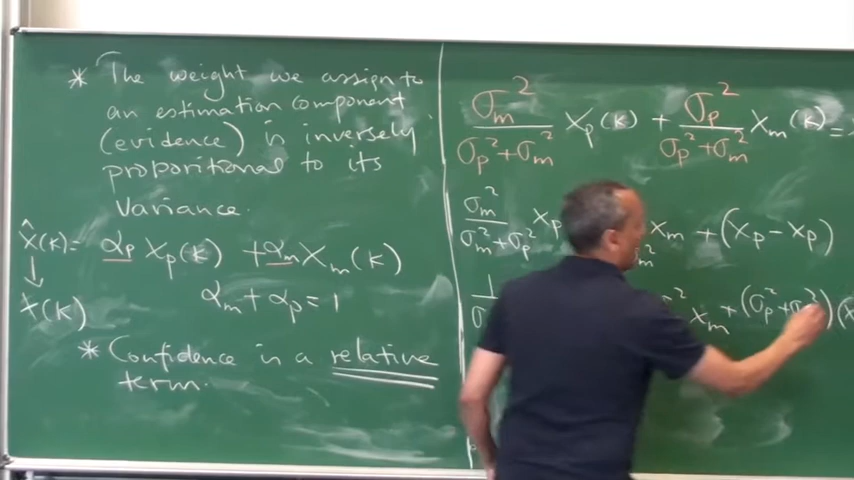 * The weight we assign to
an estimation component
(evidence) is inversely
proportional to its
variance.
x̂(k) = αp Xp(k) + αm Xm(k)
↓
x(k)
αm + αp = 1
* Confidence is a relative
term.
σm² / (σp² + σm²) Xp(k) + σp² / (σp² + σm²) Xm(k) =
σm² / (σm² + σp²) Xp Xm + (Xp - Xp)
Xm + (σp² + σm²)(X